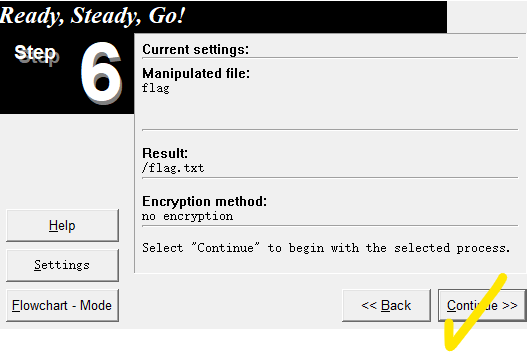 Ready, Steady, Go!
Step
6
Current settings:
Manipulated file:
flag
Result:
/flag.txt
Encryption method:
no encryption
Select "Continue" to begin with the selected process.
Help
Settings
Flowchart - Mode
<< Back
Continue >>